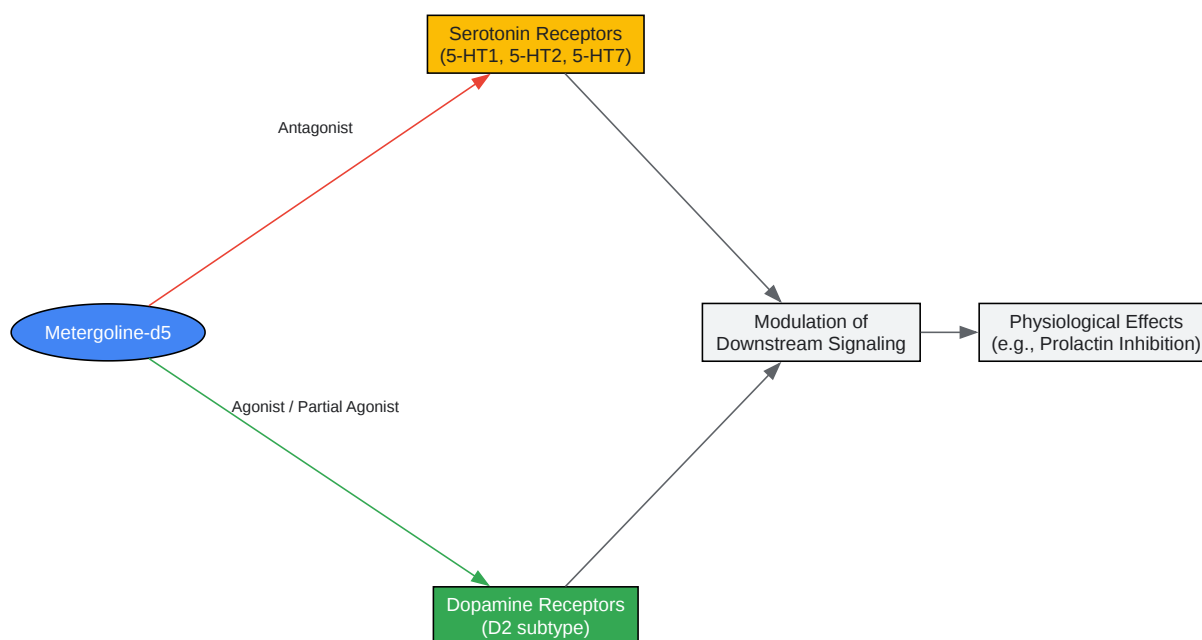 Serotonin Receptors
(5-HT1, 5-HT2, 5-HT7)
Antagonist
Metergoline-d5
Modulation of
Downstream Signaling
Physiological Effects
(e.g., Prolactin Inhibition)
Agonist / Partial Agonist
Dopamine Receptors
(D2 subtype)